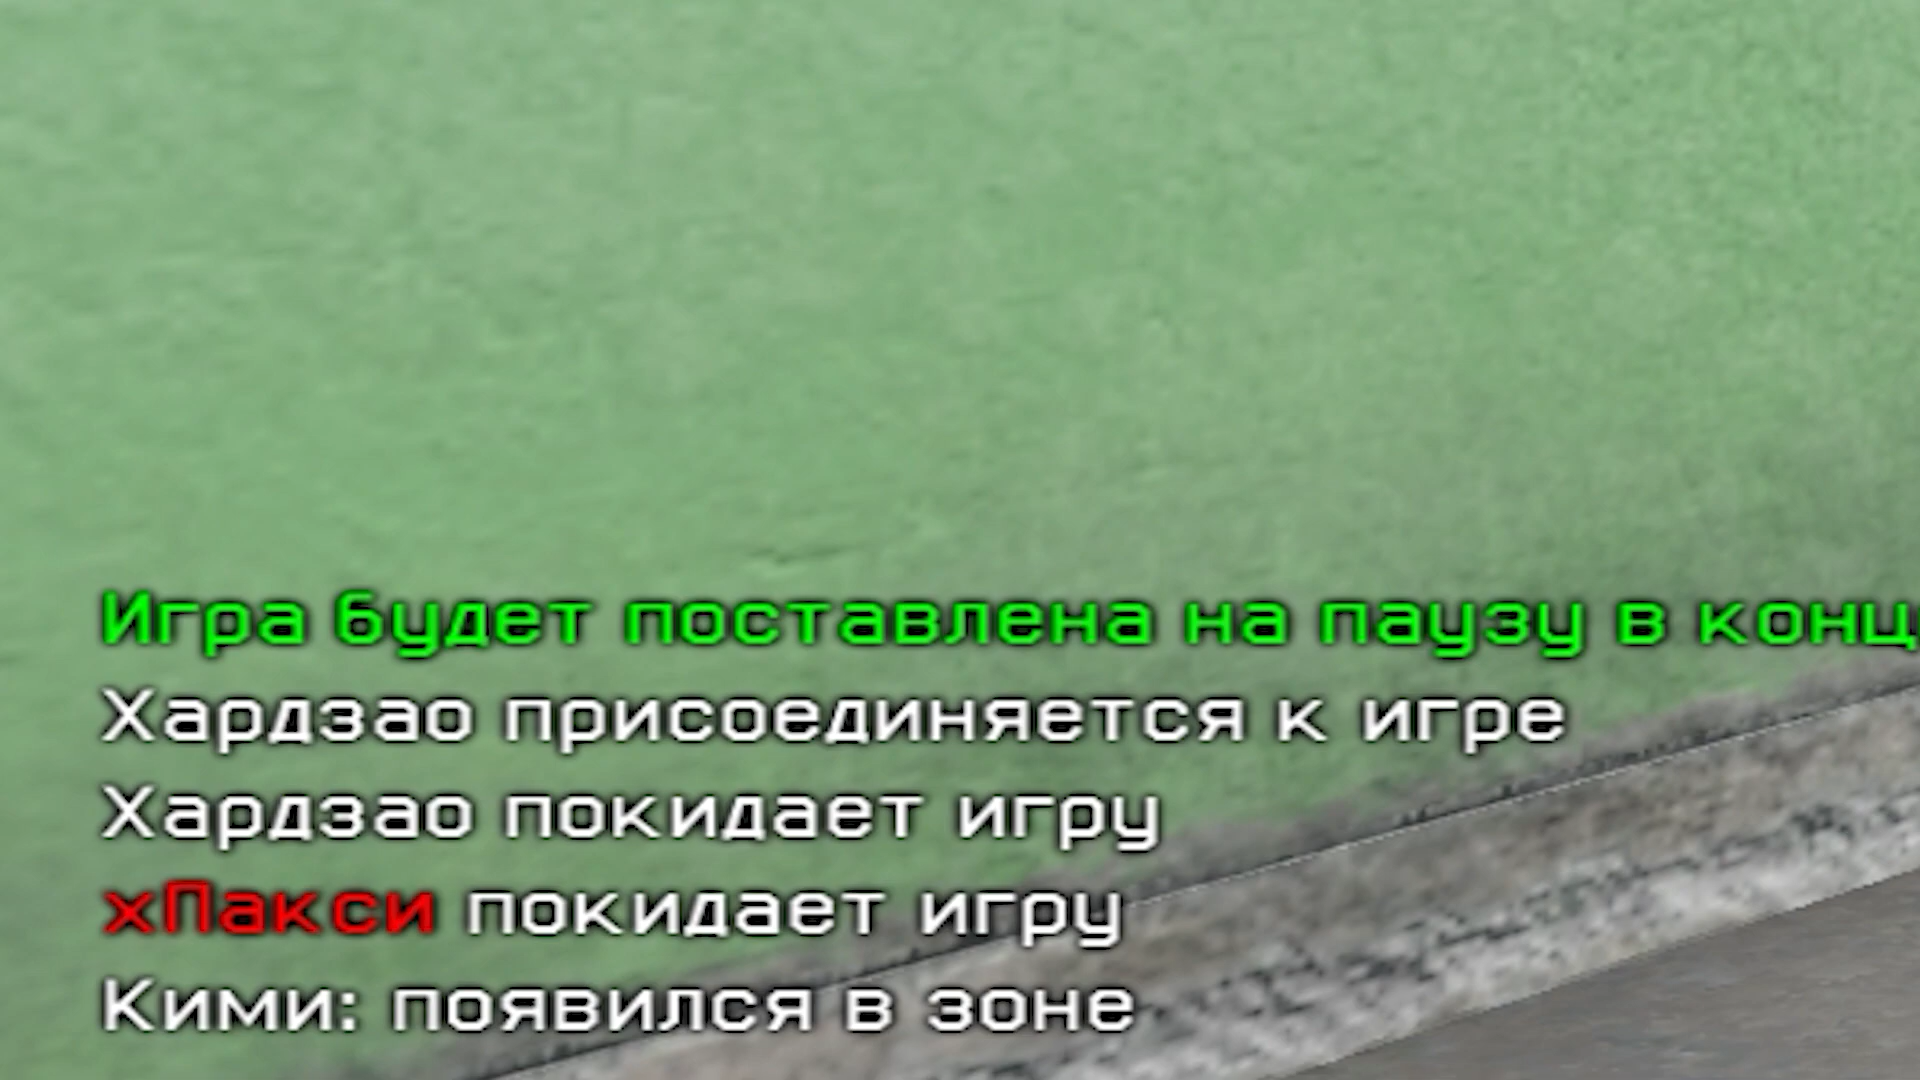 Игра будет поставлена на паузу в конц
Хардзао присоединяется к игре
Хардзао покидает игру
хПакси покидает игру
Кими: появился в зоне